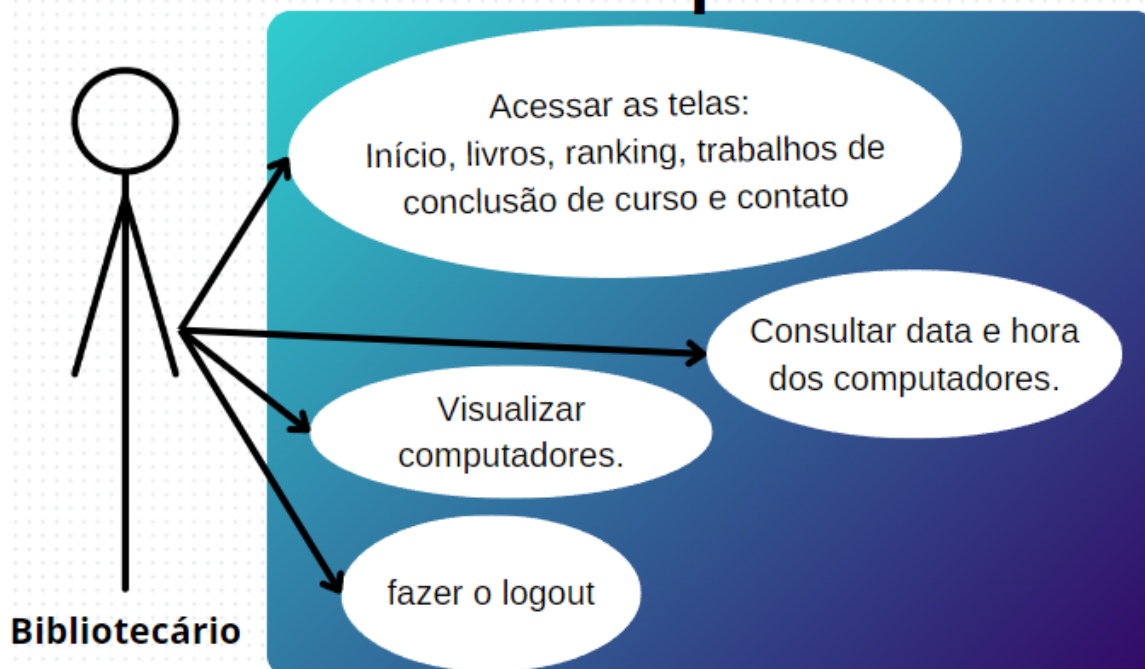 Acessar as telas:
Início, livros, ranking, trabalhos de
conclusão de curso e contato
Consultar data e hora
dos computadores.
Visualizar
computadores.
fazer o logout
Bibliotecário